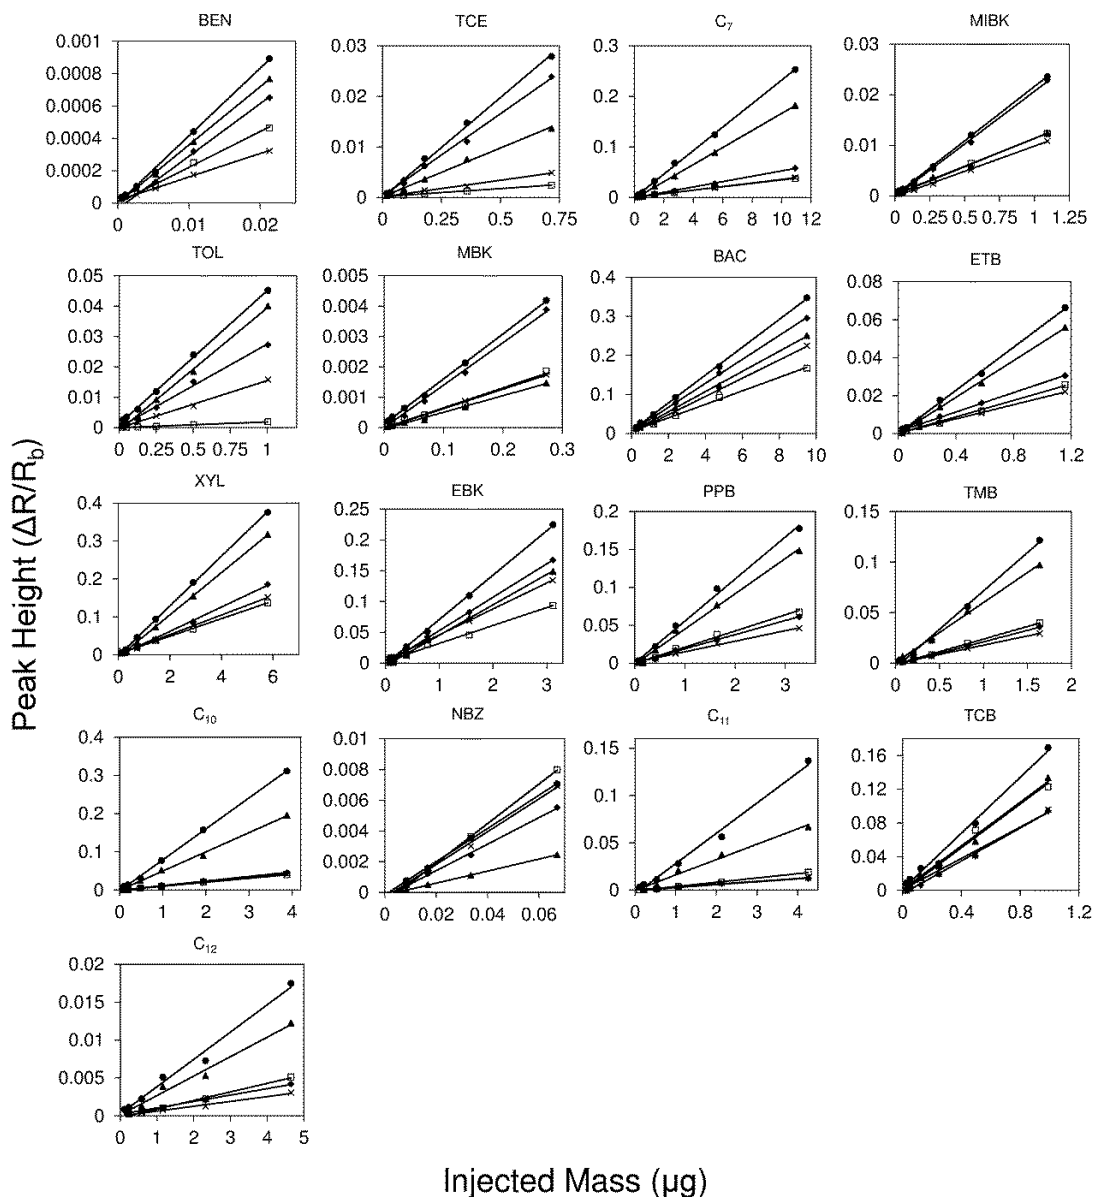 BEN
0.001
0.0008
0.0006
0.0004
0.0002
0
0 0.01 0.02
TCE
0.03
0.02
0.01
0
0 0.25 0.5 0.75
C₇
0.3
0.2
0.1
0
0 2 4 6 8 10 12
MIBK
0.03
0.02
0.01
0
0 0.25 0.5 0.75 1 1.25
TOL
0.05
0.04
0.03
0.02
0.01
0
0 0.25 0.5 0.75 1
MBK
0.005
0.004
0.003
0.002
0.001
0
0 0.1 0.2 0.3
BAC
0.4
0.3
0.2
0.1
0
0 2 4 6 8 10
ETB
0.08
0.06
0.04
0.02
0
0 0.4 0.8 1.2
XYL
0.4
0.3
0.2
0.1
0
0 2 4 6
EBK
0.25
0.2
0.15
0.1
0.05
0
0 1 2 3
PPB
0.2
0.15
0.1
0.05
0
0 1 2 3
TMB
0.15
0.1
0.05
0
0 0.5 1 1.5 2
C₁₀
0.4
0.3
0.2
0.1
0
0 1 2 3 4
NBZ
0.01
0.008
0.006
0.004
0.002
0
0 0.02 0.04 0.06
C₁₁
0.15
0.1
0.05
0
0 1 2 3 4
TCB
0.16
0.12
0.08
0.04
0
0 0.4 0.8 1.2
C₁₂
0.02
0.015
0.01
0.005
0
0 1 2 3 4 5
Peak Height (ΔR/R_b)
Injected Mass (µg)